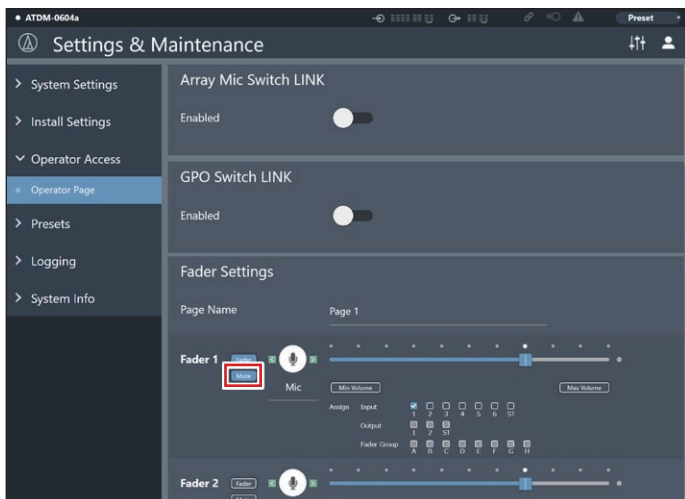 ATDM-0604a
Preset
Settings & Maintenance
System Settings
Install Settings
Operator Access
Operator Page
Presets
Logging
System Info
Array Mic Switch LINK
Enabled
GPO Switch LINK
Enabled
Fader Settings
Page Name Page 1
Fader 1 Fader
Mute
Mic
Min Volume Max Volume
Assign Input 1 2 3 4 5 6 ST
Output 1 2 ST
Fader Group A B C D E F G H
Fader 2 Fader
Mute